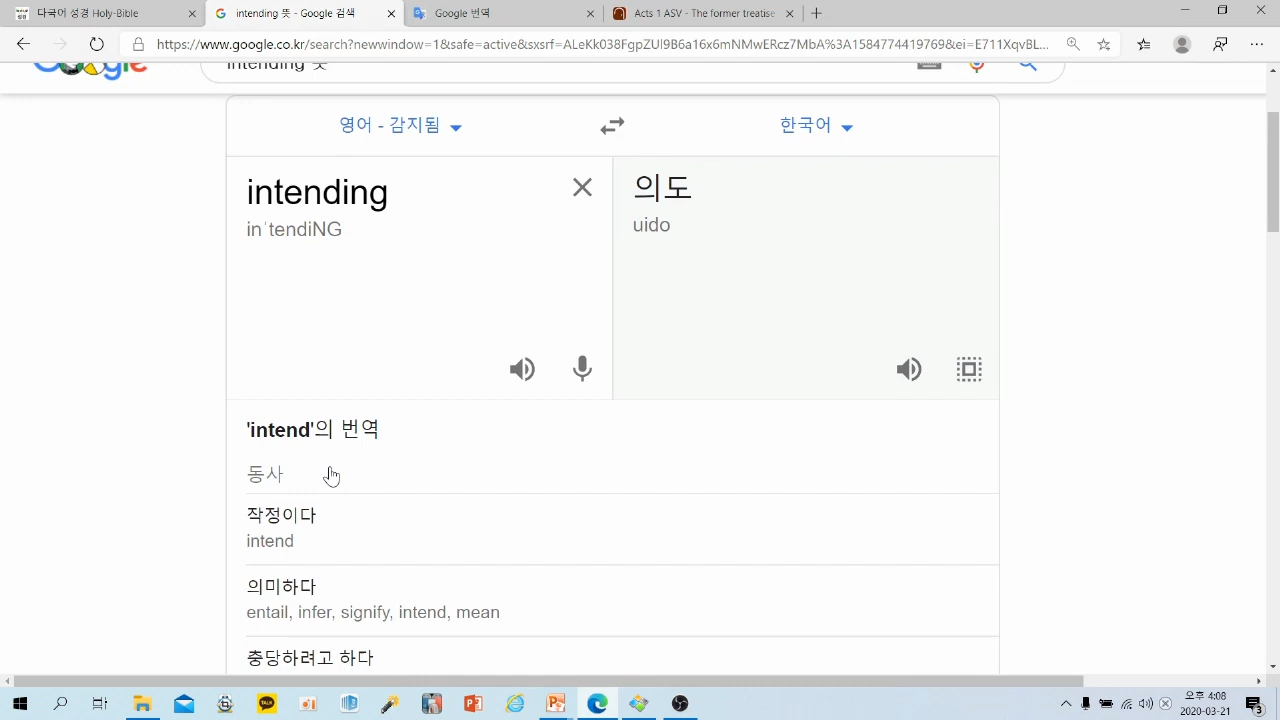 다국어 성경 Holy-Bible
intending 뜻 - Google 검색
Google 번역
Acts 1 ASV - The former treatise
https://www.google.co.kr/search?newwindow=1&safe=active&sxsrf=ALeKk038FgpZUl9B6a16x6mNMwERcz7MbA%3A1584774419769&ei=E711XqvBL...
Google
intending 뜻
영어 - 감지됨
한국어
intending
inˈtendiNG
의도
uido
'intend'의 번역
동사
작정이다
intend
의미하다
entail, infer, signify, intend, mean
충당하려고 하다
오후 4:08
2020-03-21